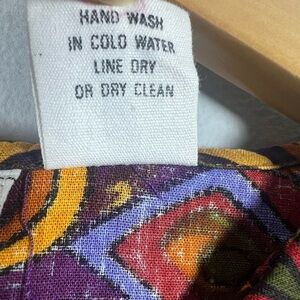 HAND WASH
IN COLD WATER
LINE DRY
OR DRY CLEAN